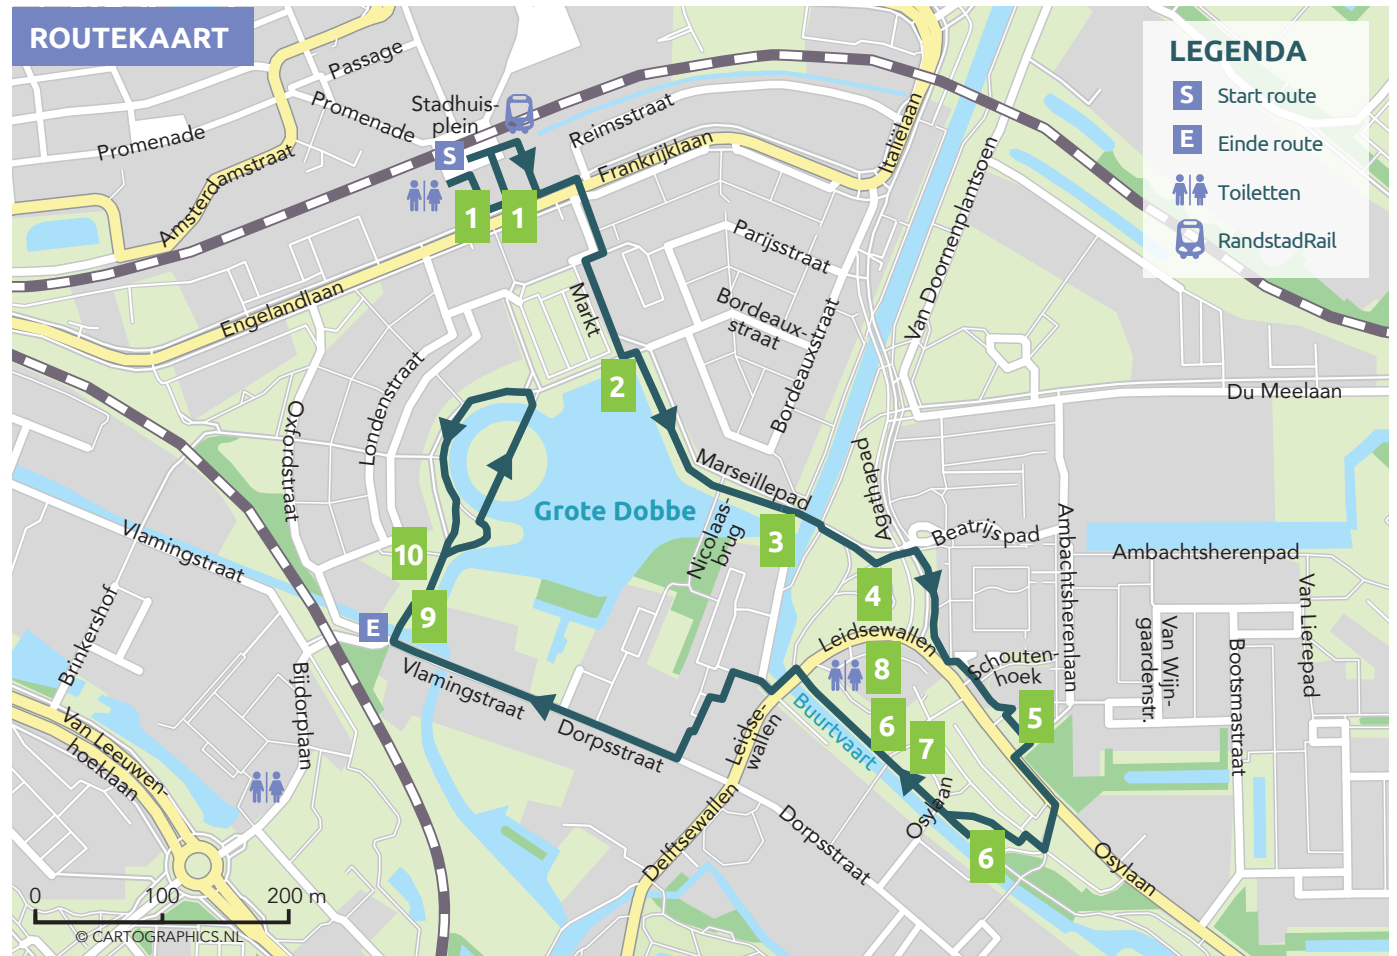 ROUTEKAART
Passage
Promenade
Promenade
Stadhuis-
plein
Reimsstraat
Frankrijklaan
Italiëlaan
Amsterdamstraat
S
1
1
Engelandlaan
Markt
Parijsstraat
Bordeaux-
straat
Bordeauxstraat
Van Doornenplantsoen
LEGENDA
S Start route
E Einde route
Toiletten
RandstadRail
Du Meelaan
2
Londenstraat
Oxfordstraat
Marseillepad
Grote Dobbe
Nicolaas-
brug
3
Agathapad
Beatrijspad
Ambachtsherenlaan
Ambachtsherenpad
Vlamingstraat
10
9
E
4
Leidsewallen
Schouten-
hoek
Van Wijn-
gaardenstr.
Van Lierepad
Bootsmastraat
Brinkershof
Bijdorplaan
Vlamingstraat
Dorpsstraat
Leidse-
wallen
Buurtvaart
8
6
7
5
Van Leeuwen-
hoeklaan
Delftsewallen
Dorpsstraat
Osylaan
6
Osylaan
0 100 200 m
© CARTOGRAPHICS.NL